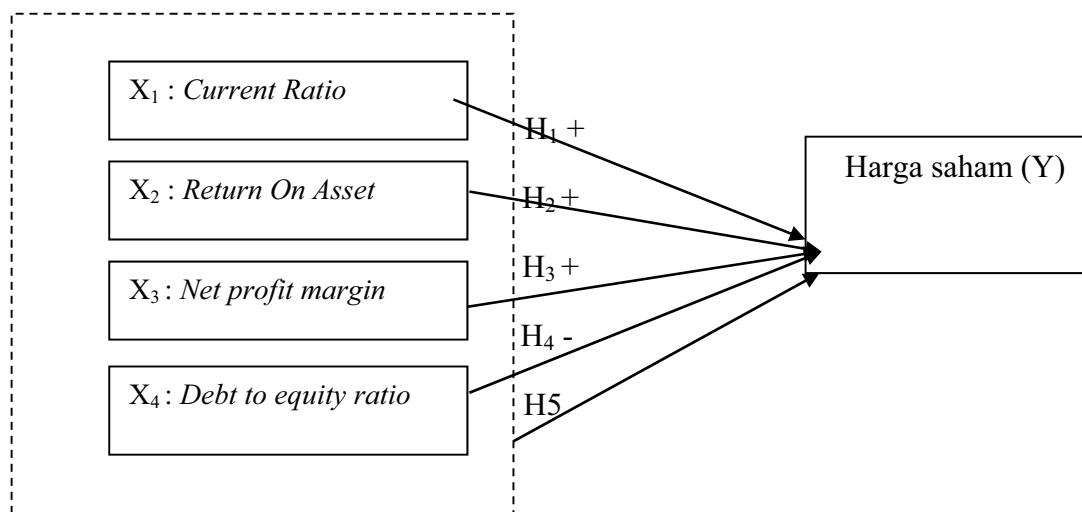 X₁ : Current Ratio
H₁ +
Harga saham (Y)
X₂ : Return On Asset
H₂ +
X₃ : Net profit margin
H₃ +
H₄ -
X₄ : Debt to equity ratio
H5